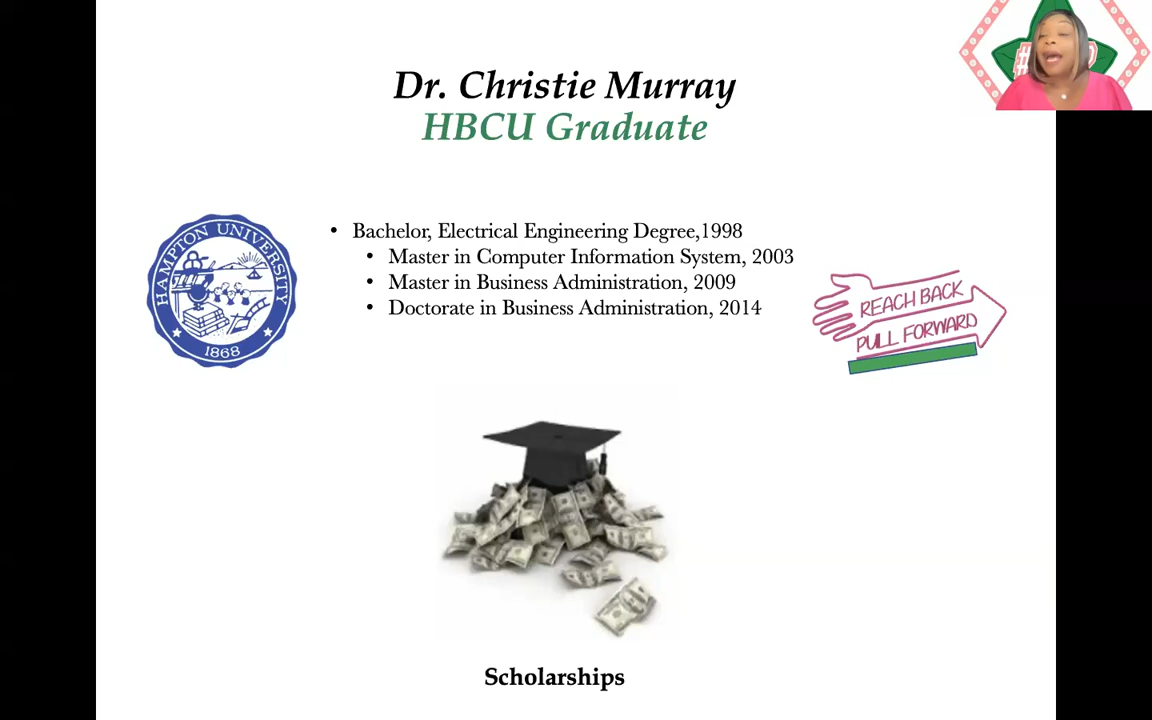 Dr. Christie Murray
HBCU Graduate
HAMPTON UNIVERSITY
1868
• Bachelor, Electrical Engineering Degree,1998
• Master in Computer Information System, 2003
• Master in Business Administration, 2009
• Doctorate in Business Administration, 2014
REACH BACK
PULL FORWARD
Scholarships